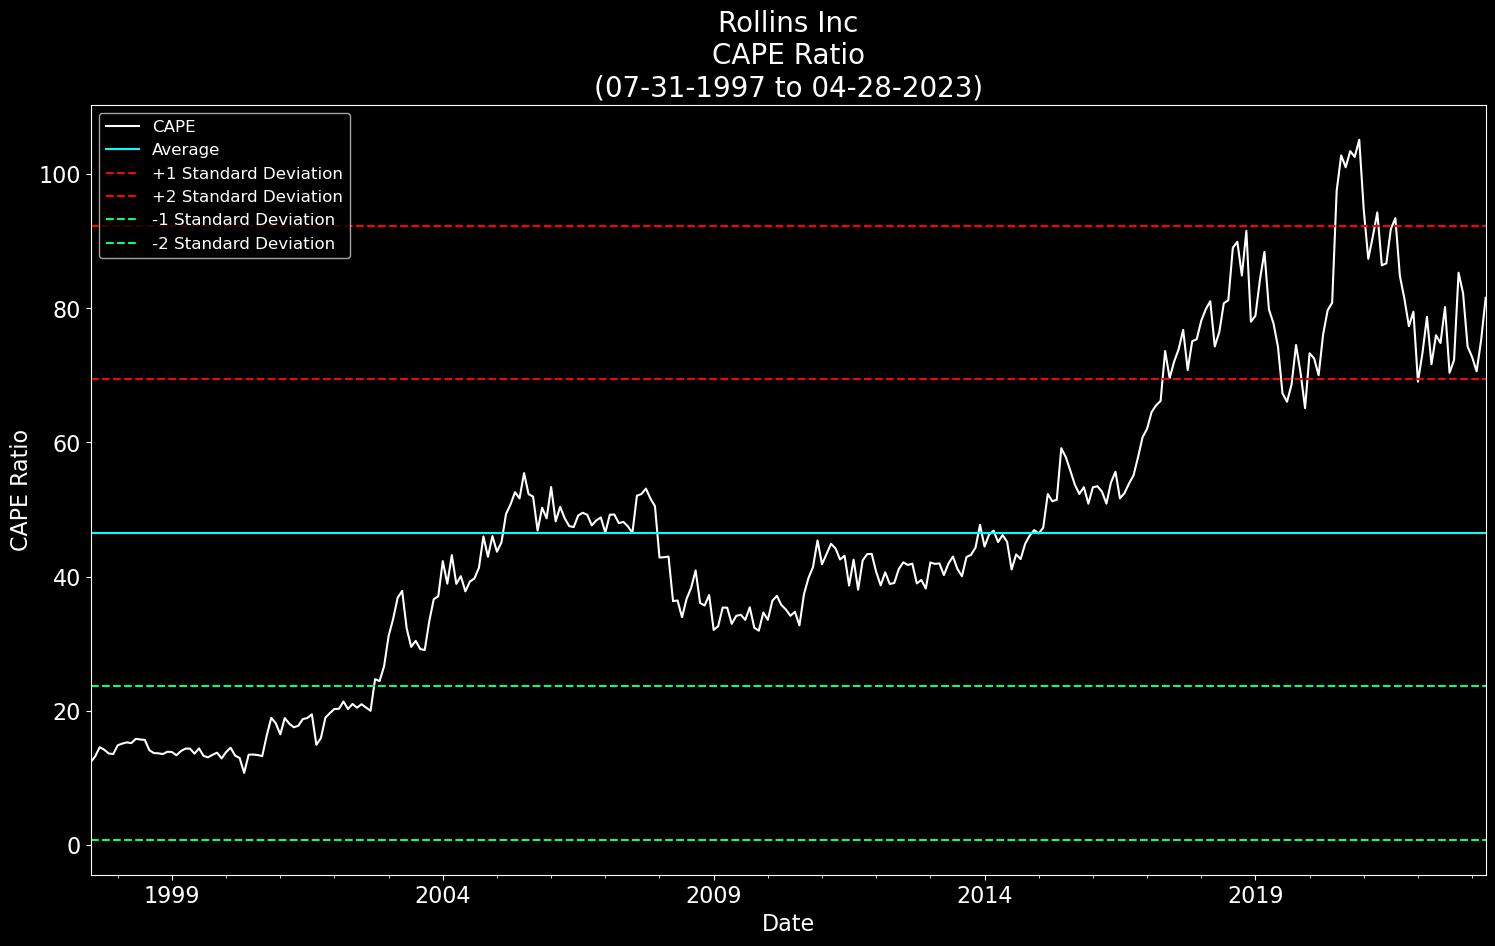 Rollins Inc
CAPE Ratio
(07-31-1997 to 04-28-2023)
CAPE
Average
+1 Standard Deviation
+2 Standard Deviation
-1 Standard Deviation
-2 Standard Deviation
CAPE Ratio
100
80
60
40
20
0
1999 2004 2009 2014 2019
Date